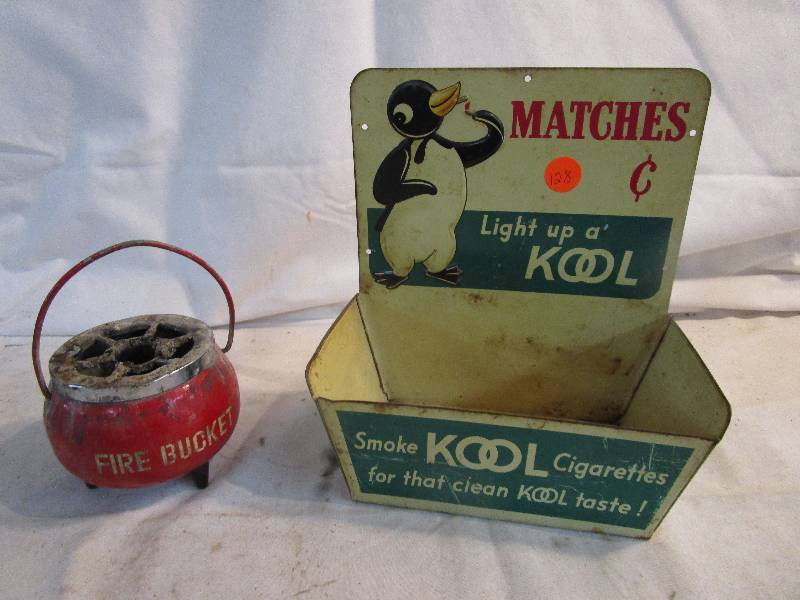 MATCHES
128
¢
Light up a'
KOOL
Smoke KOOL Cigarettes
for that clean KOOL taste!
FIRE BUCKET